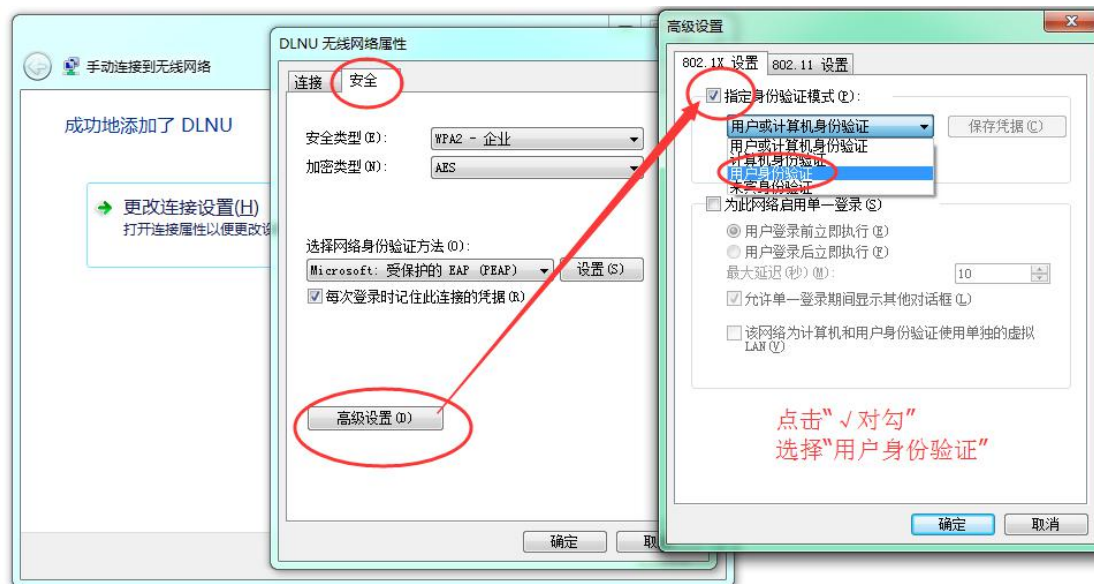 手动连接到无线网络
成功地添加了 DLNU
更改连接设置(H)
打开连接属性以便更改设
DLNU 无线网络属性
连接
安全
安全类型(E):
WPA2 - 企业
加密类型(N):
AES
选择网络身份验证方法(O):
Microsoft: 受保护的 EAP (PEAP)
设置(S)
每次登录时记住此连接的凭据(R)
高级设置(D)
确定
取
高级设置
802.1X 设置
802.11 设置
指定身份验证模式(P):
用户或计算机身份验证
保存凭据(C)
用户或计算机身份验证
计算机身份验证
用户身份验证
来宾身份验证
为此网络启用单一登录(S)
用户登录前立即执行(E)
用户登录后立即执行(F)
最大延迟(秒)(M):
10
允许单一登录期间显示其他对话框(L)
该网络为计算机和用户身份验证使用单独的虚拟
LAN(V)
点击“√对勾”
选择“用户身份验证”
确定
取消